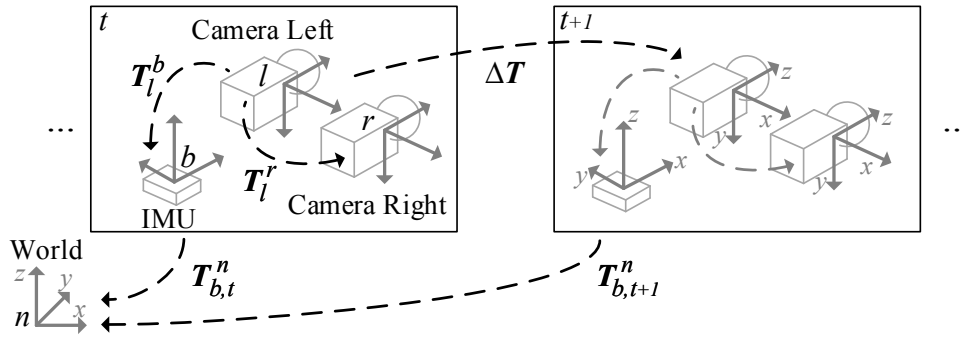 t
Camera Left
T_l^b
l
r
b
T_l^r
IMU
Camera Right
ΔT
t+1
z
x
y
z
x
y
z
x
y
...
..
World
z
y
x
n
T_{b,t}^n
T_{b,t+1}^n